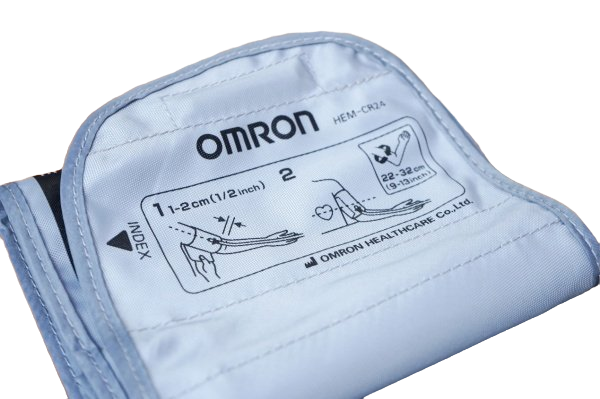 OMRON HEM-CR24
1 1-2cm(1/2inch)
2
22-32cm
(9-13inch)
INDEX
OMRON HEALTHCARE Co., Ltd.